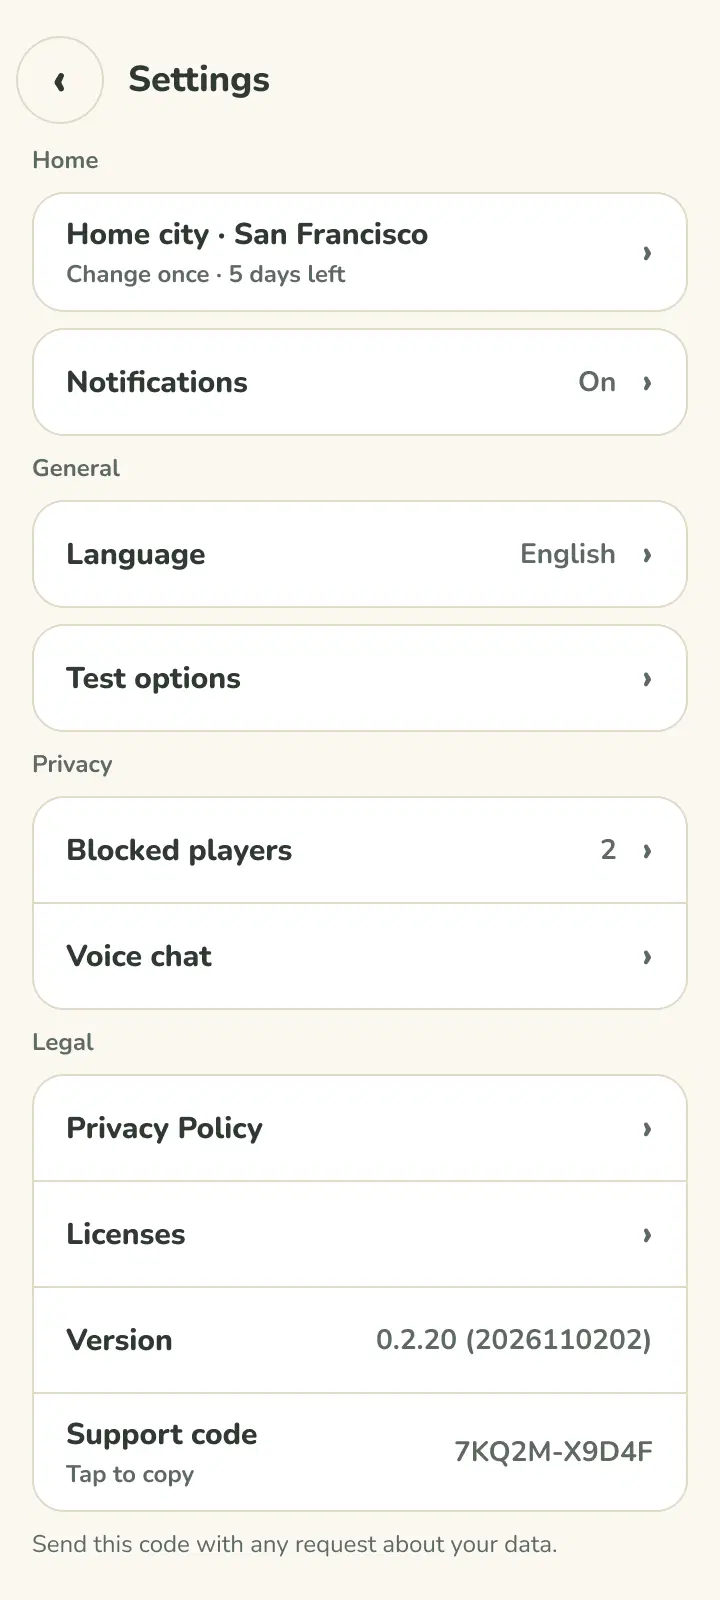 Settings
Home
Home city · San Francisco
Change once · 5 days left
Notifications On
General
Language English
Test options
Privacy
Blocked players 2
Voice chat
Legal
Privacy Policy
Licenses
Version 0.2.20 (2026110202)
Support code 7KQ2M-X9D4F
Tap to copy
Send this code with any request about your data.